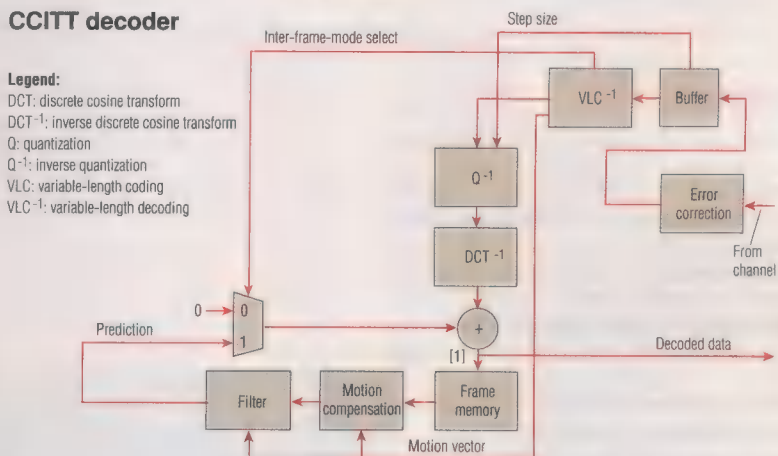 CCITT decoder
Legend:
DCT: discrete cosine transform
DCT⁻¹: inverse discrete cosine transform
Q: quantization
Q⁻¹: inverse quantization
VLC: variable-length coding
VLC⁻¹: variable-length decoding
Inter-frame-mode select
Step size
VLC⁻¹
Buffer
Q⁻¹
Error
correction
From
channel
DCT⁻¹
0
0
1
Prediction
+
[1]
Decoded data
Filter
Motion
compensation
Frame
memory
Motion vector